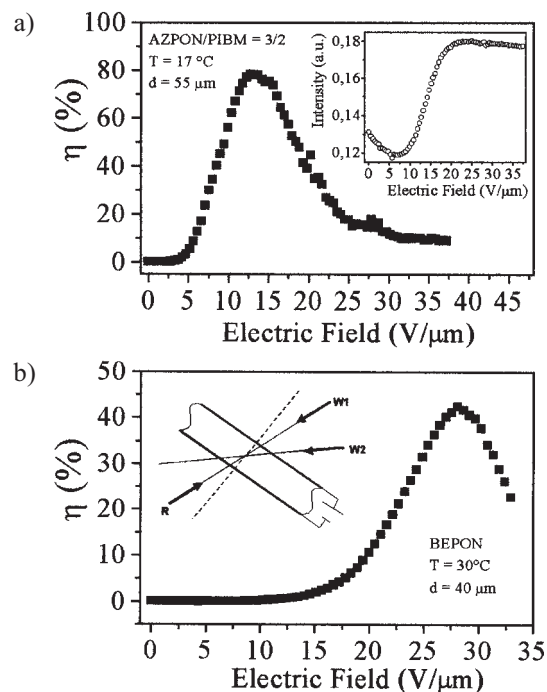 a)
AZPON/PIBM = 3/2
T = 17 °C
d = 55 μm
η (%)
100
80
60
40
20
0
0 5 10 15 20 25 30 35 40 45
Electric Field (V/μm)
Intensity (a.u.)
0,18
0,16
0,14
0,12
0 5 10 15 20 25 30 35
Electric Field (V/μm)
b)
η (%)
50
40
30
20
10
0
W1
W2
R
BEPON
T = 30°C
d = 40 μm
0 5 10 15 20 25 30 35
Electric Field (V/μm)